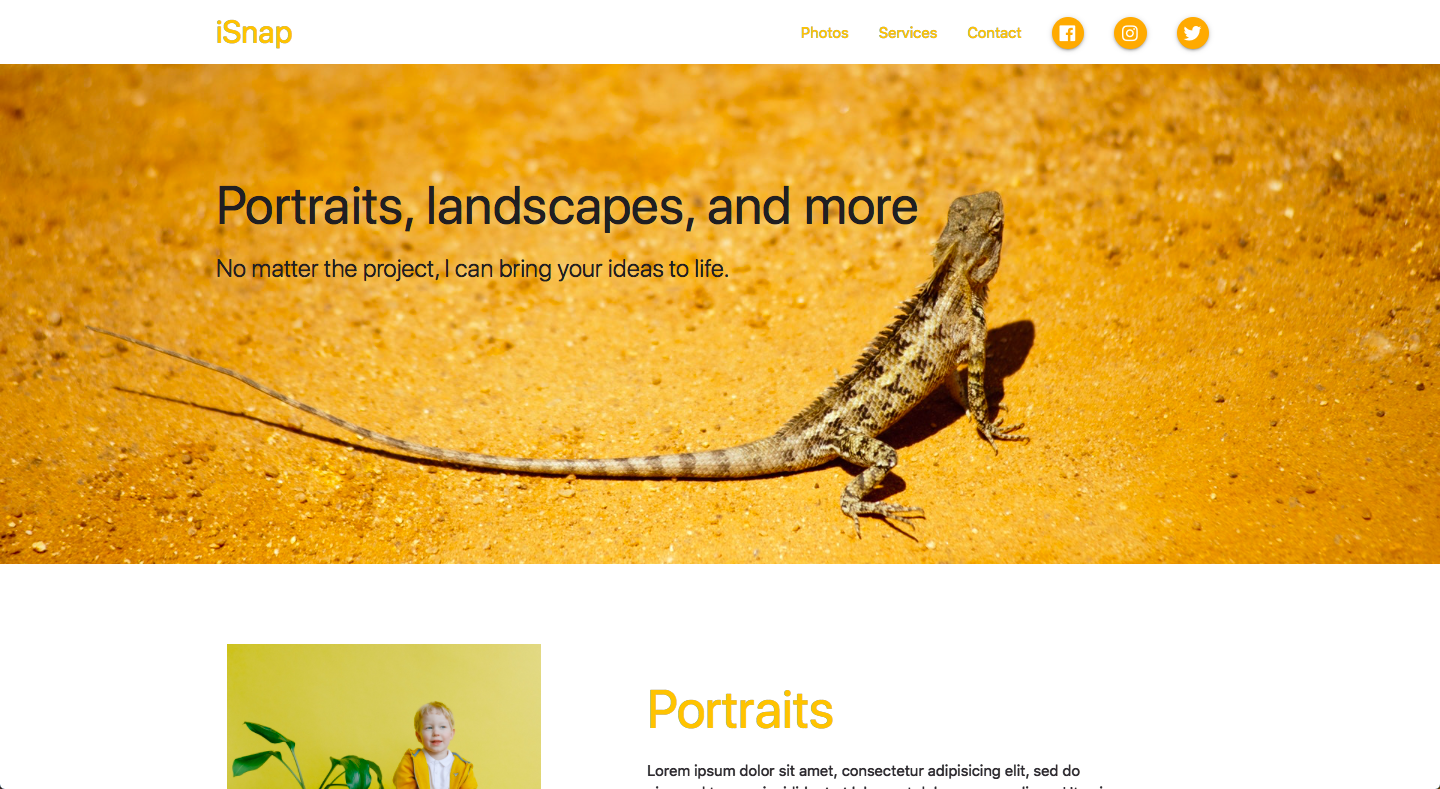 iSnap
Photos Services Contact
Portraits, landscapes, and more
No matter the project, I can bring your ideas to life.
Portraits
Lorem ipsum dolor sit amet, consectetur adipisicing elit, sed do